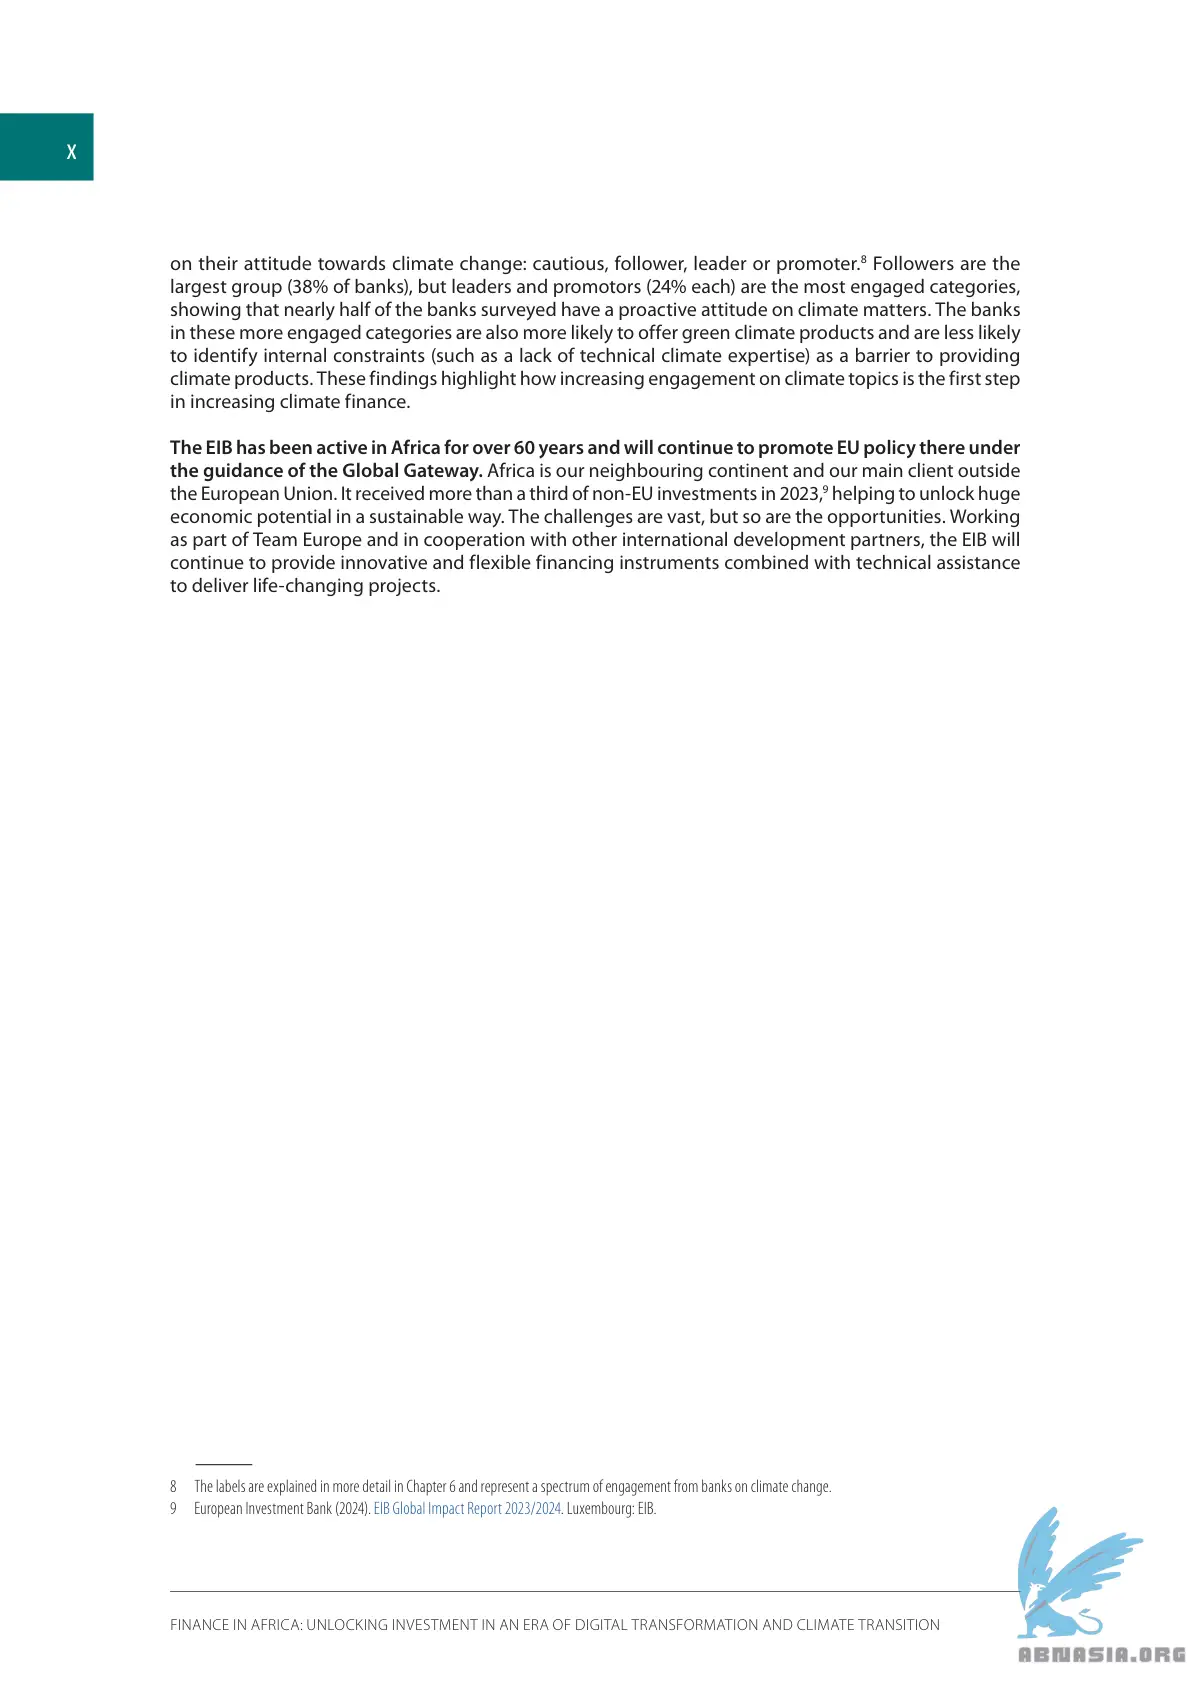 X
on their attitude towards climate change: cautious, follower, leader or promoter.8 Followers are the
largest group (38% of banks), but leaders and promotors (24% each) are the most engaged categories,
showing that nearly half of the banks surveyed have a proactive attitude on climate matters. The banks
in these more engaged categories are also more likely to offer green climate products and are less likely
to identify internal constraints (such as a lack of technical climate expertise) as a barrier to providing
climate products. These findings highlight how increasing engagement on climate topics is the first step
in increasing climate finance.
The EIB has been active in Africa for over 60 years and will continue to promote EU policy there under
the guidance of the Global Gateway. Africa is our neighbouring continent and our main client outside
the European Union. It received more than a third of non-EU investments in 2023,9 helping to unlock huge
economic potential in a sustainable way. The challenges are vast, but so are the opportunities. Working
as part of Team Europe and in cooperation with other international development partners, the EIB will
continue to provide innovative and flexible financing instruments combined with technical assistance
to deliver life-changing projects.
8 The labels are explained in more detail in Chapter 6 and represent a spectrum of engagement from banks on climate change.
9 European Investment Bank (2024). EIB Global Impact Report 2023/2024. Luxembourg: EIB.
FINANCE IN AFRICA: UNLOCKING INVESTMENT IN AN ERA OF DIGITAL TRANSFORMATION AND CLIMATE TRANSITION
ABNASIA.ORG